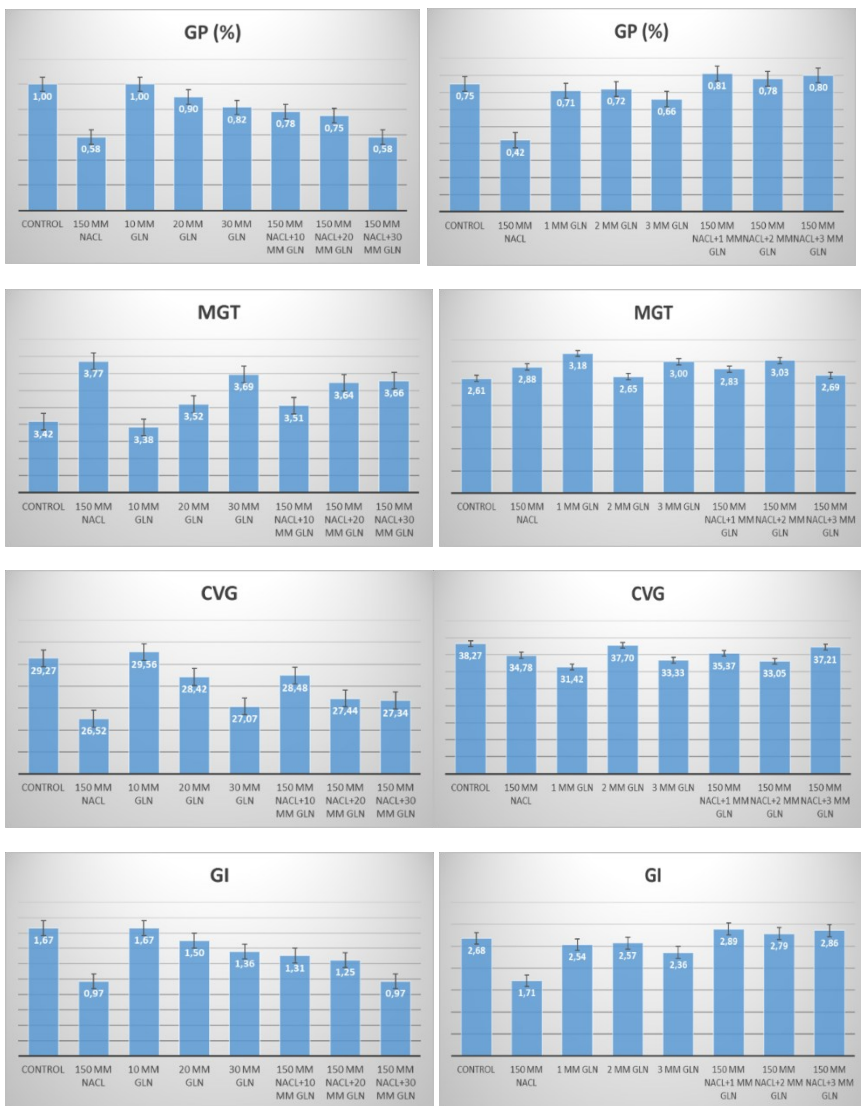 GP (%)
1,00
0,58
1,00
0,90
0,82
0,78
0,75
0,58
CONTROL 150 MM 10 MM 20 MM 30 MM 150 MM 150 MM 150 MM
NACL GLN GLN GLN NACL+10 NACL+20 NACL+30
MM GLN MM GLN MM GLN
GP (%)
0,75
0,42
0,71
0,72
0,66
0,81
0,78
0,80
CONTROL 150 MM 1 MM GLN 2 MM GLN 3 MM GLN 150 MM 150 MM 150 MM
NACL NACL+1 MM NACL+2 MM NACL+3 MM
GLN GLN GLN
MGT
3,42
3,77
3,38
3,52
3,69
3,51
3,64
3,66
CONTROL 150 MM 10 MM 20 MM 30 MM 150 MM 150 MM 150 MM
NACL GLN GLN GLN NACL+10 NACL+20 NACL+30
MM GLN MM GLN MM GLN
MGT
2,61
2,88
3,18
2,65
3,00
2,83
3,03
2,69
CONTROL 150 MM 1 MM GLN 2 MM GLN 3 MM GLN 150 MM 150 MM 150 MM
NACL NACL+1 MM NACL+2 MM NACL+3 MM
GLN GLN GLN
CVG
29,27
26,52
29,56
28,42
27,07
28,48
27,44
27,34
CONTROL 150 MM 10 MM 20 MM 30 MM 150 MM 150 MM 150 MM
NACL GLN GLN GLN NACL+10 NACL+20 NACL+30
MM GLN MM GLN MM GLN
CVG
38,27
34,78
31,42
37,70
33,33
35,37
33,05
37,21
CONTROL 150 MM 1 MM GLN 2 MM GLN 3 MM GLN 150 MM 150 MM 150 MM
NACL NACL+1 MM NACL+2 MM NACL+3 MM
GLN GLN GLN
GI
1,67
0,97
1,67
1,50
1,36
1,31
1,25
0,97
CONTROL 150 MM 10 MM 20 MM 30 MM 150 MM 150 MM 150 MM
NACL GLN GLN GLN NACL+10 NACL+20 NACL+30
MM GLN MM GLN MM GLN
GI
2,68
1,71
2,54
2,57
2,36
2,89
2,79
2,86
CONTROL 150 MM 1 MM GLN 2 MM GLN 3 MM GLN 150 MM 150 MM 150 MM
NACL NACL+1 MM NACL+2 MM NACL+3 MM
GLN GLN GLN